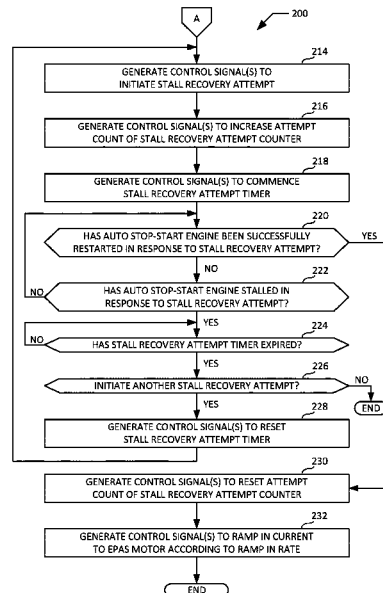 A
200
214
GENERATE CONTROL SIGNAL(S) TO
INITIATE STALL RECOVERY ATTEMPT
216
GENERATE CONTROL SIGNAL(S) TO INCREASE ATTEMPT
COUNT OF STALL RECOVERY ATTEMPT COUNTER
218
GENERATE CONTROL SIGNAL(S) TO COMMENCE
STALL RECOVERY ATTEMPT TIMER
220
HAS AUTO STOP-START ENGINE BEEN SUCCESSFULLY
RESTARTED IN RESPONSE TO STALL RECOVERY ATTEMPT?
YES
NO
222
HAS AUTO STOP-START ENGINE STALLED IN
RESPONSE TO STALL RECOVERY ATTEMPT?
NO
YES
224
HAS STALL RECOVERY ATTEMPT TIMER EXPIRED?
NO
YES
226
INITIATE ANOTHER STALL RECOVERY ATTEMPT?
NO
END
YES
228
GENERATE CONTROL SIGNAL(S) TO RESET
STALL RECOVERY ATTEMPT TIMER
230
GENERATE CONTROL SIGNAL(S) TO RESET ATTEMPT
COUNT OF STALL RECOVERY ATTEMPT COUNTER
232
GENERATE CONTROL SIGNAL(S) TO RAMP IN CURRENT
TO EPAS MOTOR ACCORDING TO RAMP IN RATE
END